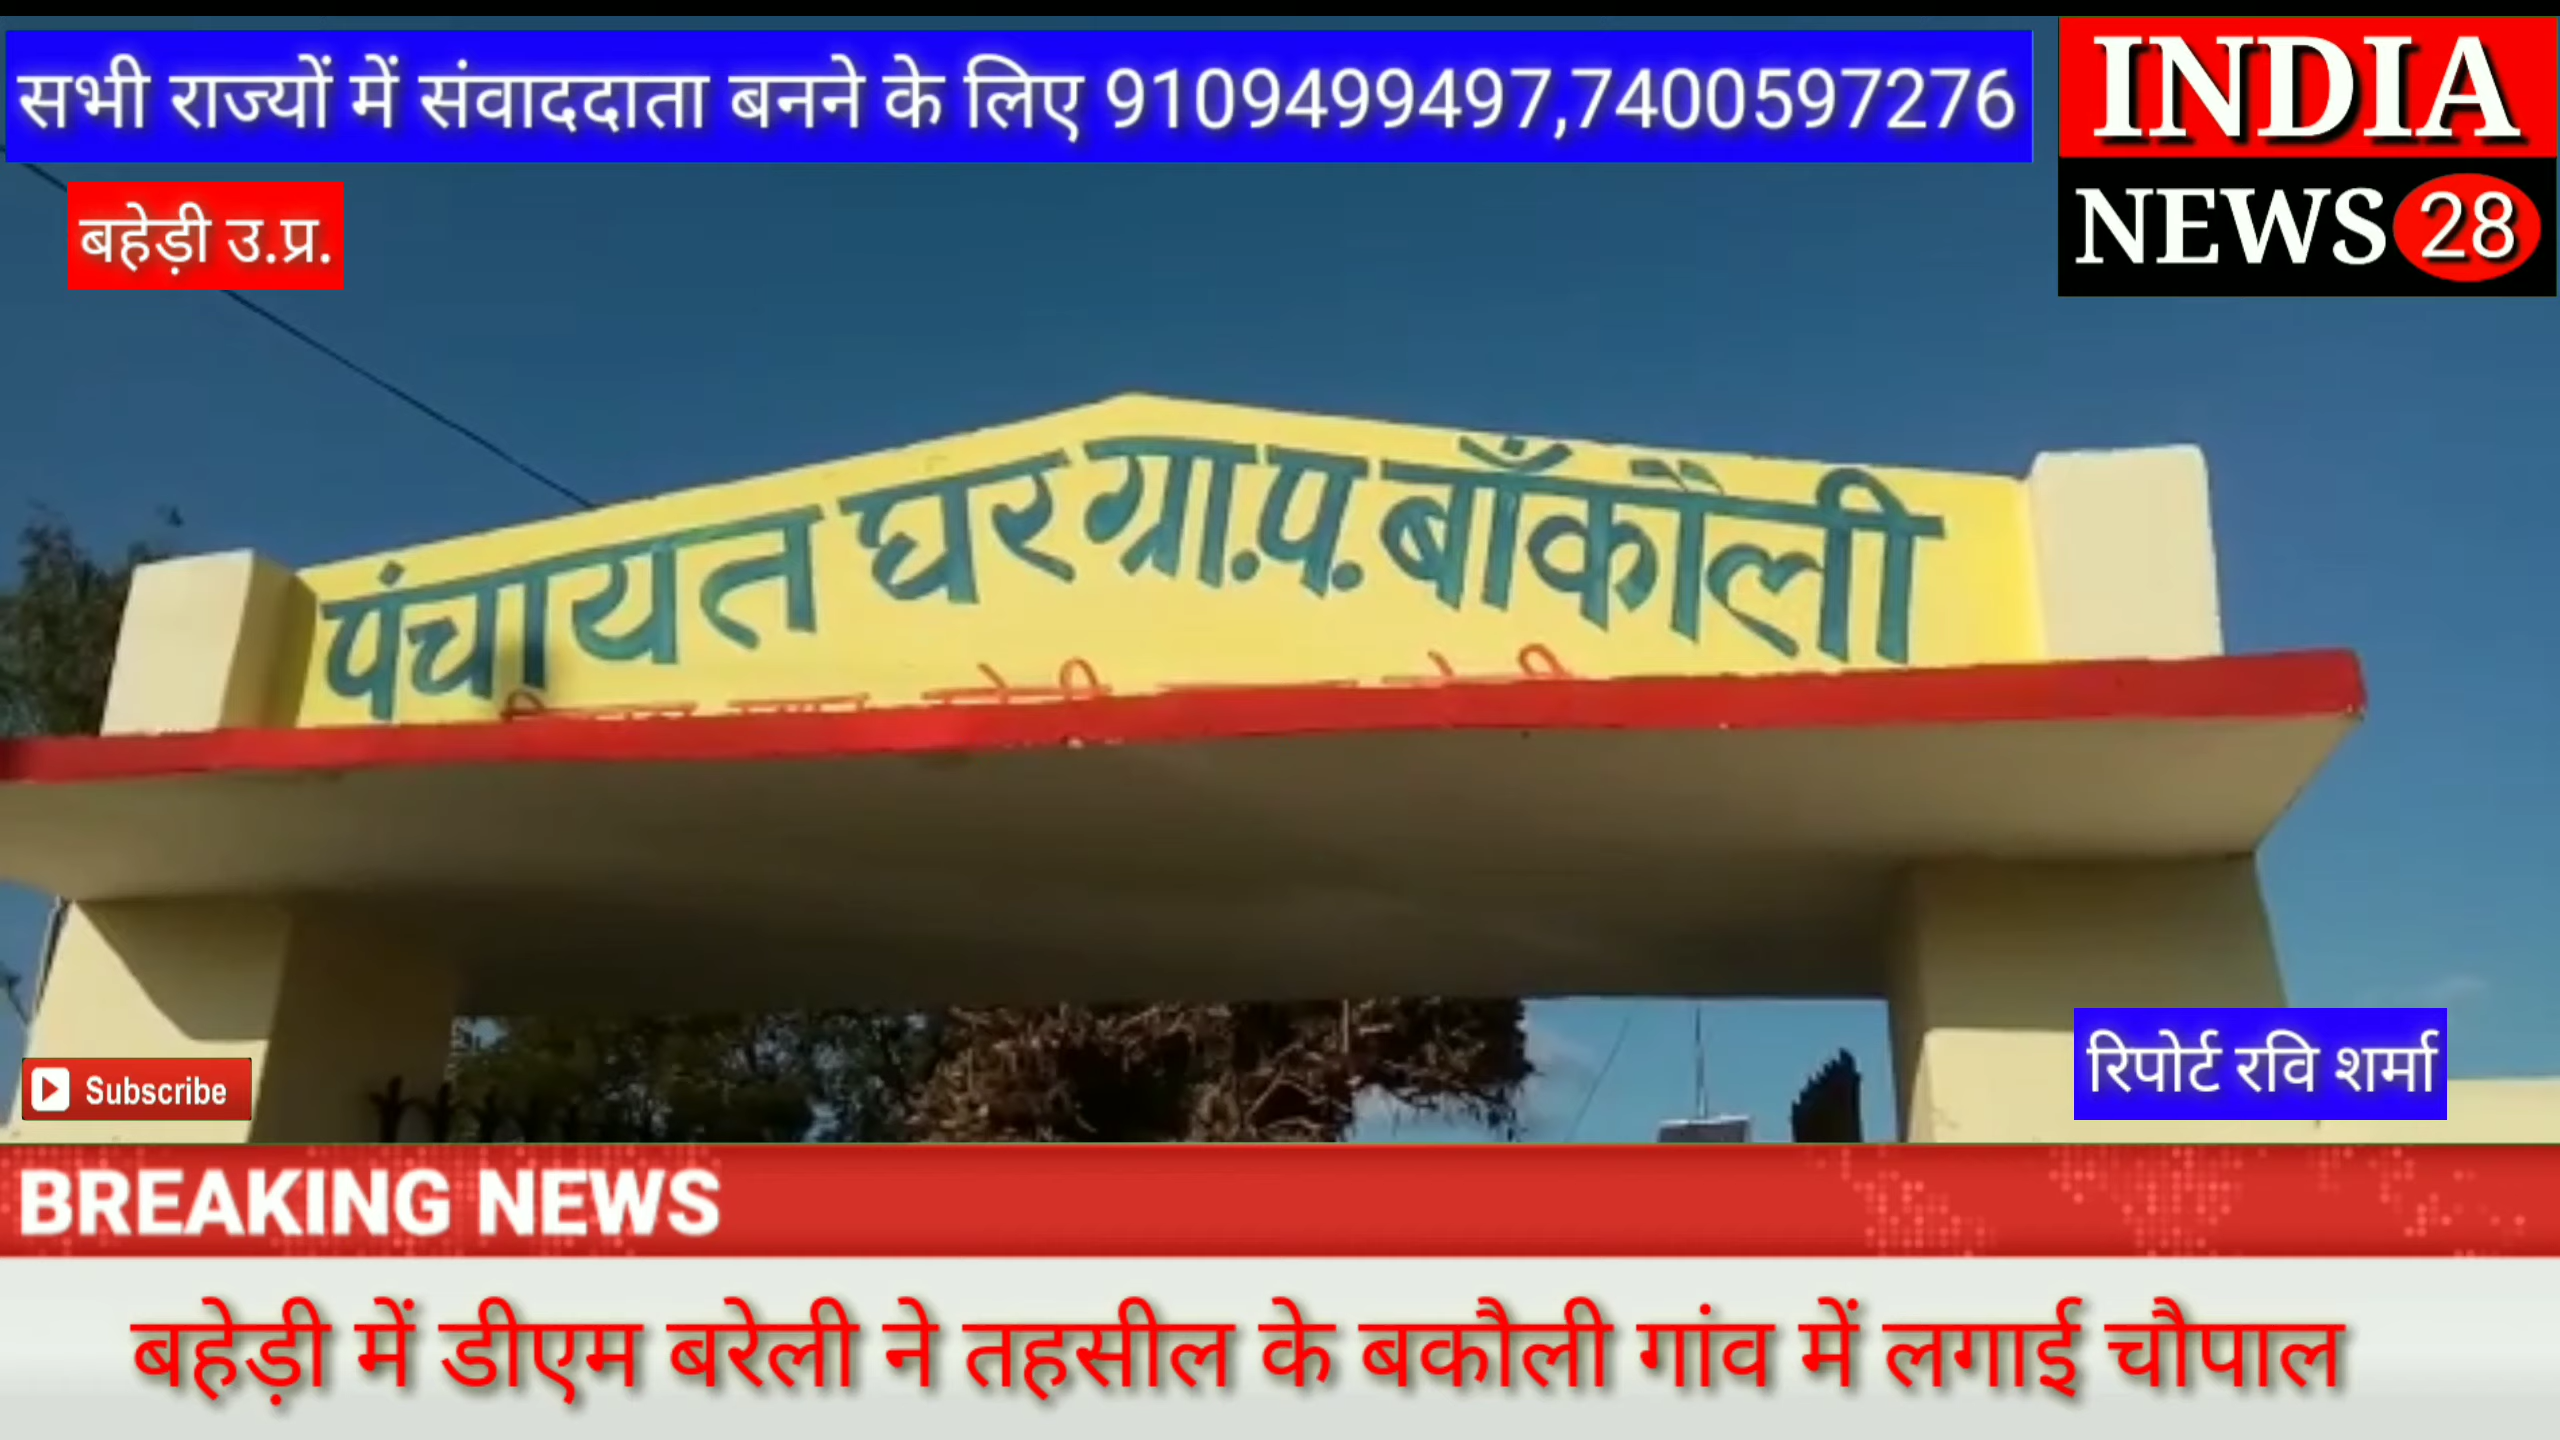 सभी राज्यों में संवाददाता बनने के लिए 9109499497,7400597276
INDIA
NEWS 28
बहेड़ी उ.प्र.
पंचायत घर ग्रा.प. बाँकौली
रिपोर्ट रवि शर्मा
Subscribe
BREAKING NEWS
बहेड़ी में डीएम बरेली ने तहसील के बकौली गांव में लगाई चौपाल